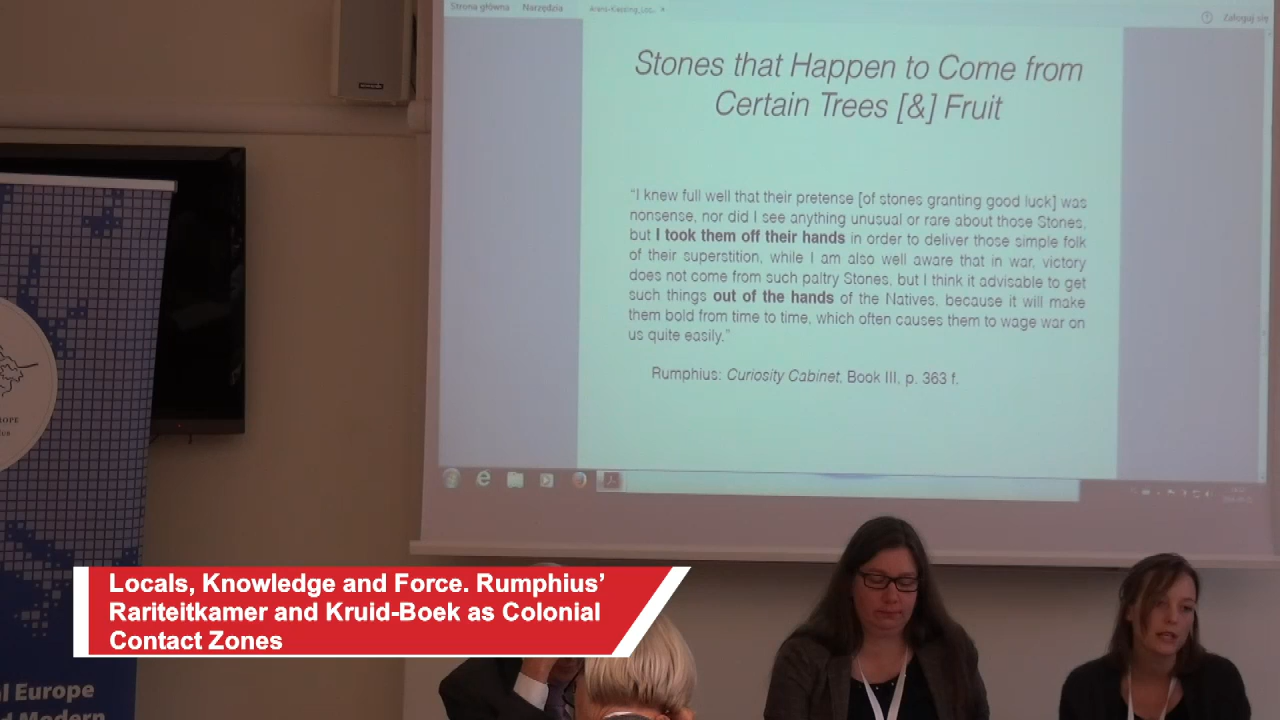 Strona główna Narzędzia
Zaloguj się
Stones that Happen to Come from
Certain Trees [&] Fruit
“I knew full well that their pretense [of stones granting good luck] was
nonsense, nor did I see anything unusual or rare about those Stones,
but I took them off their hands in order to deliver those simple folk
of their superstition, while I am also well aware that in war, victory
does not come from such paltry Stones, but I think it advisable to get
such things out of the hands of the Natives, because it will make
them bold from time to time, which often causes them to wage war on
us quite easily.”
Rumphius: Curiosity Cabinet, Book III, p. 363 f.
Locals, Knowledge and Force. Rumphius’
Rariteitkamer and Kruid-Boek as Colonial
Contact Zones
Europe
Modern